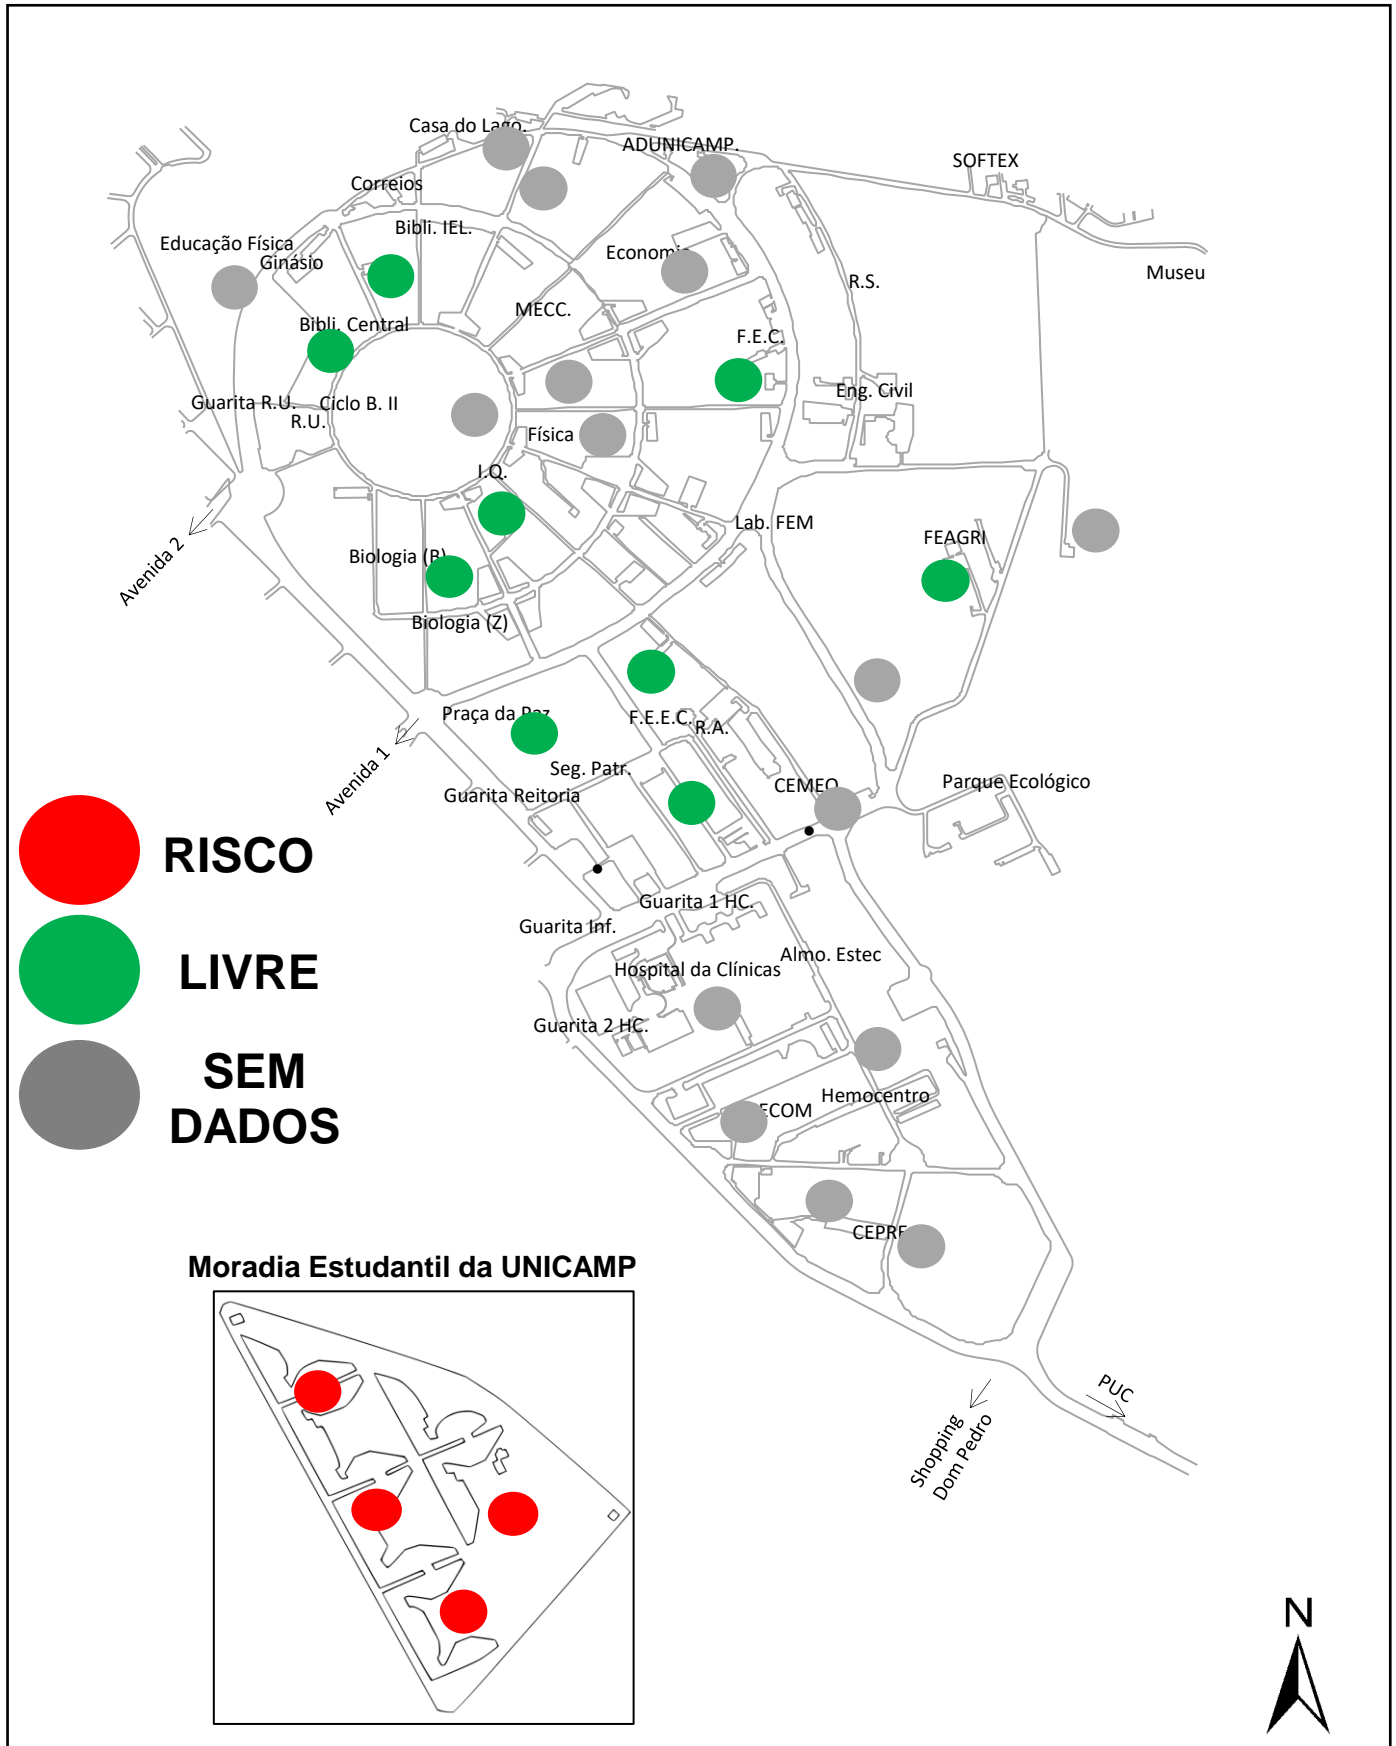 Casa do Lago.
ADUNICAMP.
SOFTEX
Correios
Bibli. IEL.
Educação Física
Ginásio
Economia
Museu
R.S.
MECC.
Bibli. Central
F.E.C.
Eng. Civil
Guarita R.U.
Ciclo B. II
R.U.
Física
I.Q.
Lab. FEM
FEAGRI
Biologia (B)
Avenida 2
Biologia (Z)
Praça da Paz
F.E.E.C.
R.A.
Avenida 1
Seg. Patr.
Guarita Reitoria
CEMEQ
Parque Ecológico
RISCO
Guarita 1 HC.
Guarita Inf.
Almo. Estec
LIVRE
Hospital da Clínicas
Guarita 2 HC.
SEM
DADOS
Hemocentro
ECOM
CEPRE
Moradia Estudantil da UNICAMP
PUC
Shopping
Dom Pedro
N